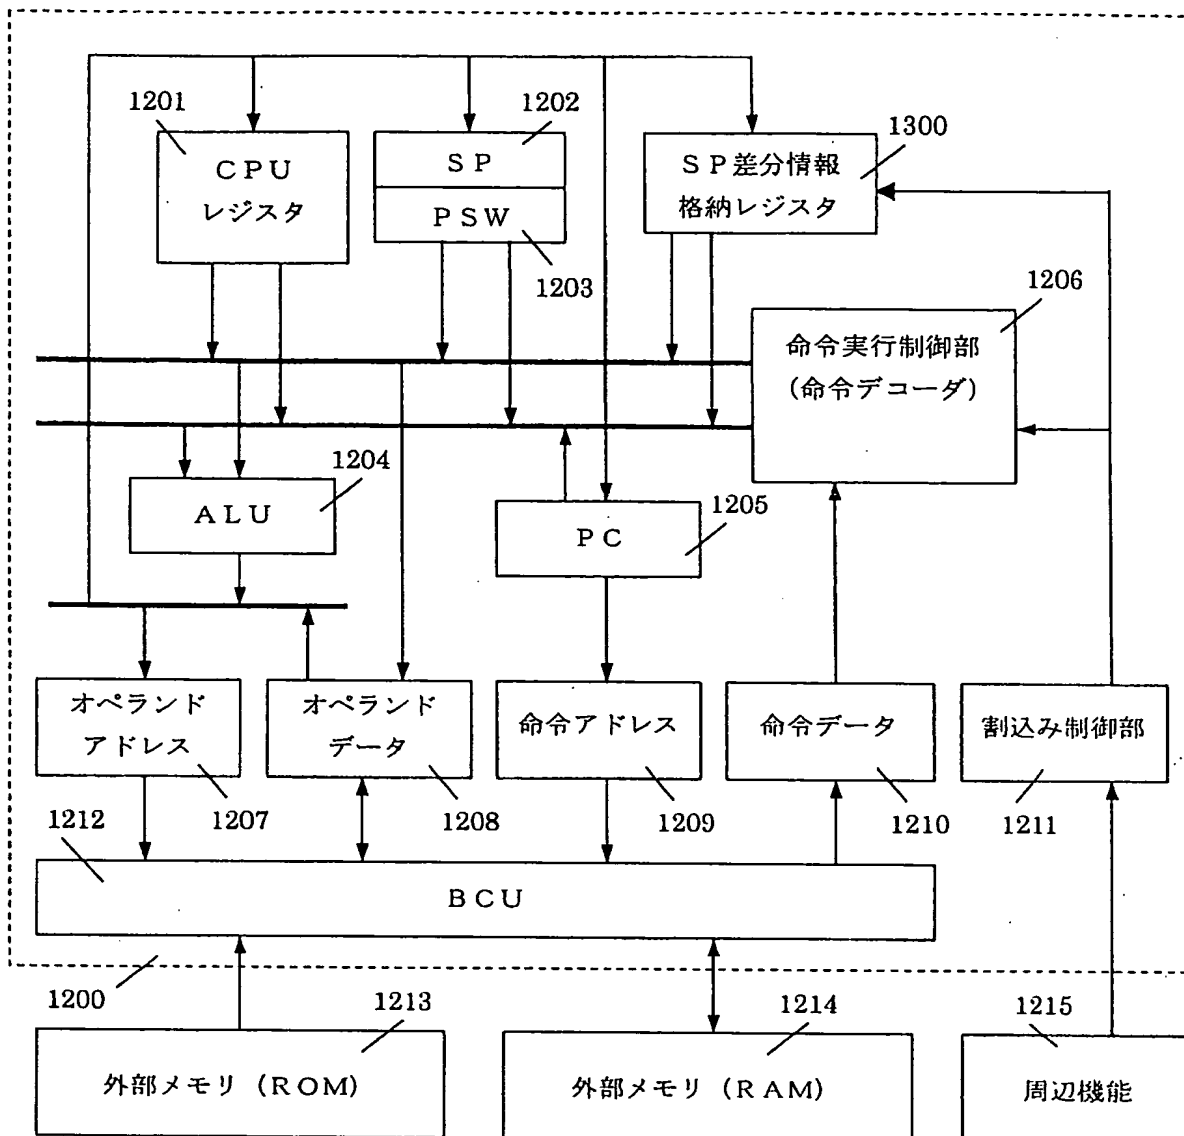 1201
1202
1300
CPU
レジスタ
SP
PSW
SP差分情報
格納レジスタ
1203
1206
命令実行制御部
(命令デコーダ)
1204
ALU
1205
PC
オペランド
アドレス
オペランド
データ
命令アドレス
命令データ
割込み制御部
1212
1207
1208
1209
1210
1211
BCU
1200
1213
1214
1215
外部メモリ(ROM)
外部メモリ(RAM)
周辺機能